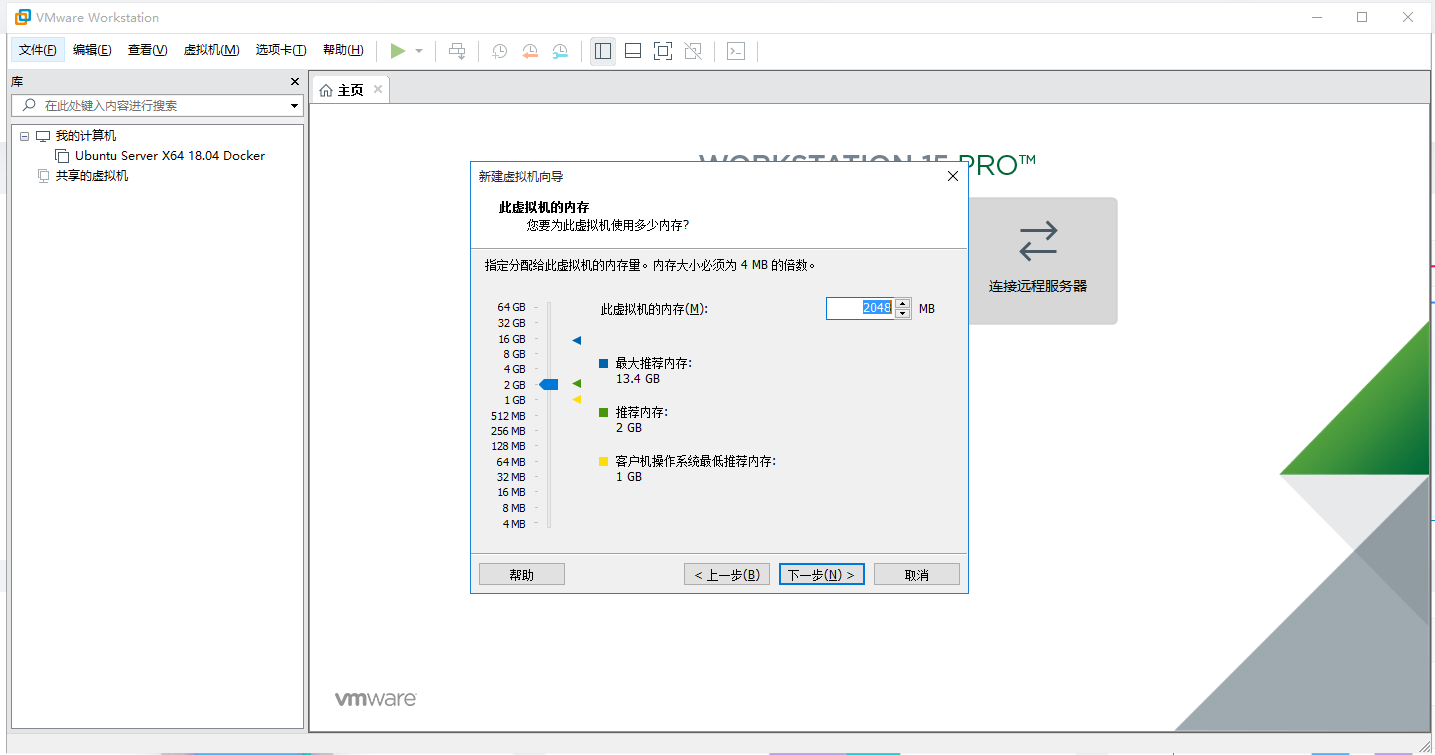 VMware Workstation
文件(F) 编辑(E) 查看(V) 虚拟机(M) 选项卡(T) 帮助(H)
库
在此处键入内容进行搜索
我的计算机
Ubuntu Server X64 18.04 Docker
共享的虚拟机
主页
WORKSTATION 15 PRO™
连接远程服务器
新建虚拟机向导
此虚拟机的内存
您要为此虚拟机使用多少内存?
指定分配给此虚拟机的内存量。内存大小必须为 4 MB 的倍数。
64 GB
32 GB
16 GB
8 GB
4 GB
2 GB
1 GB
512 MB
256 MB
128 MB
64 MB
32 MB
16 MB
8 MB
4 MB
此虚拟机的内存(M): 2048 MB
最大推荐内存:
13.4 GB
推荐内存:
2 GB
客户机操作系统最低推荐内存:
1 GB
帮助 < 上一步(B) 下一步(N) > 取消
vmware